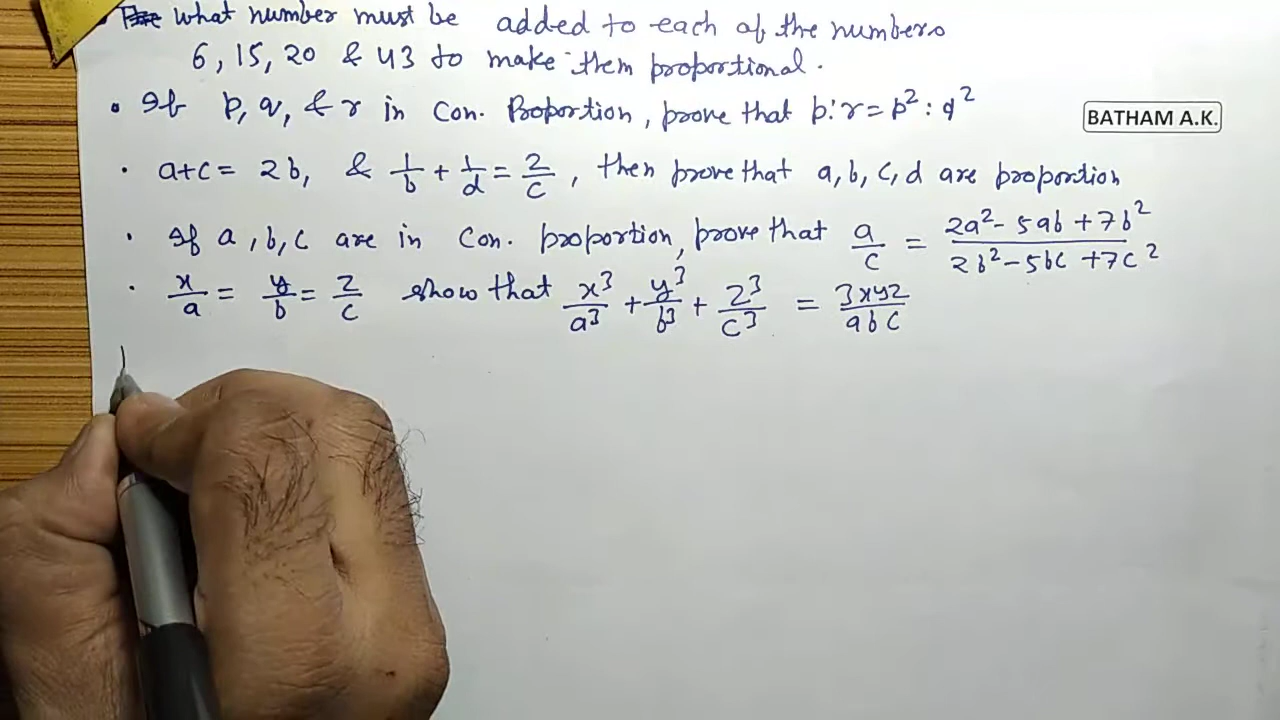 what number must be added to each of the numbers
6, 15, 20 & 43 to make them proportional.
• If p, q, & r in Con. Proportion, prove that p:r = p² : q²
BATHAM A.K.
• a+c = 2b, & 1/b + 1/d = 2/c, then prove that a, b, c, d are proportion
• If a, b, c are in Con. proportion, prove that a/c = (2a² - 5ab + 7b²)/(2b² - 5bc + 7c²)
• x/a = y/b = z/c show that x³/a³ + y³/b³ + z³/c³ = 3xyz/abc